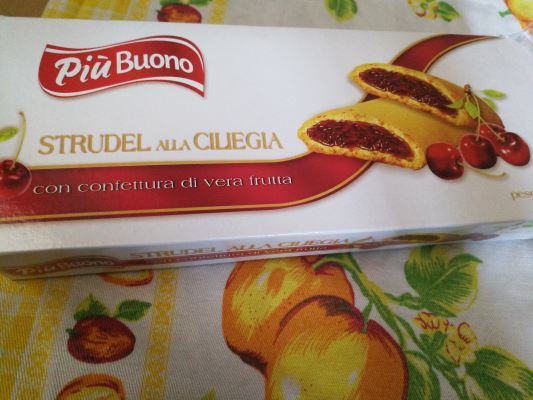 Più Buono
STRUDEL ALLA CILIEGIA
con confettura di vera frutta
Più Buono
STRUDEL ALLA CILIEGIA